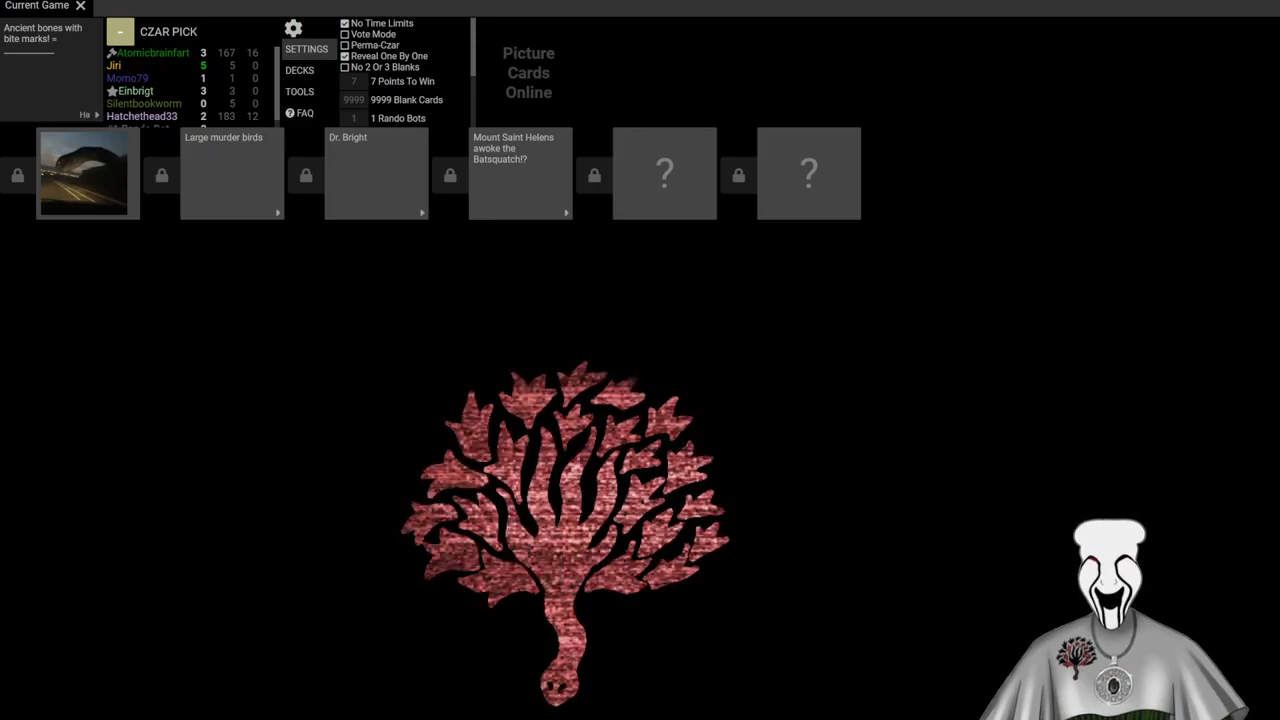 Current Game
Ancient bones with
bite marks! =
Ha
-
CZAR PICK
Atomicbrainfart 3 167 16
Jiri 5 5 0
Momo79 1 1 0
Einbrigt 3 3 0
Silentbookworm 0 5 0
Hatchethead33 2 183 12
SETTINGS
DECKS
TOOLS
? FAQ
No Time Limits
Vote Mode
Perma-Czar
Reveal One By One
No 2 Or 3 Blanks
7 7 Points To Win
9999 9999 Blank Cards
1 1 Rando Bots
Picture
Cards
Online
Large murder birds
Dr. Bright
Mount Saint Helens
awoke the
Batsquatch!?
?
?